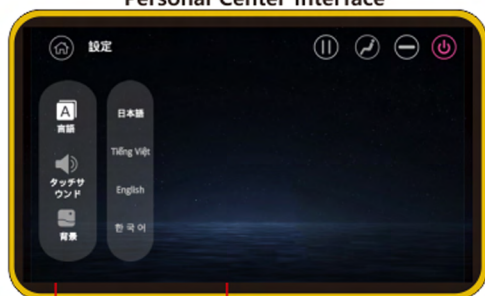 Personal Center Interface
設定
言語
タッチサ
ウンド
背景
日本語
Tiếng Việt
English
한국어